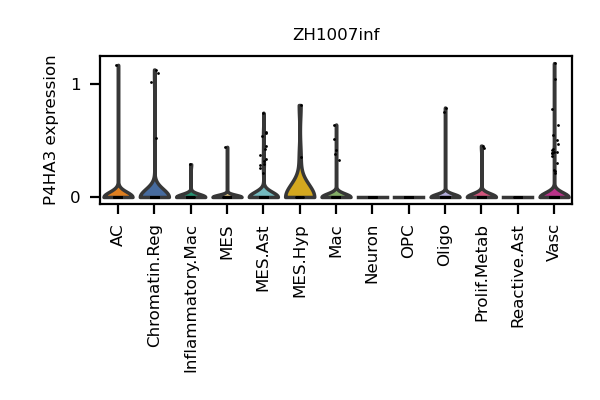 ZH1007inf
P4HA3 expression
1
0
AC
Chromatin.Reg
Inflammatory.Mac
MES
MES.Ast
MES.Hyp
Mac
Neuron
OPC
Oligo
Prolif.Metab
Reactive.Ast
Vasc